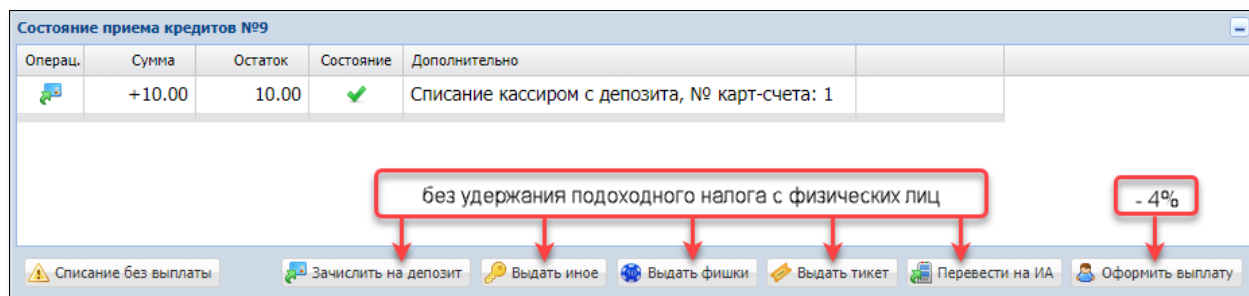 Состояние приема кредитов №9
Операц. Сумма Остаток Состояние Дополнительно
+10.00 10.00 Списание кассиром с депозита, № карт-счета: 1
без удержания подоходного налога с физических лиц
- 4%
Списание без выплаты Зачислить на депозит Выдать иное Выдать фишки Выдать тикет Перевести на ИА Оформить выплату